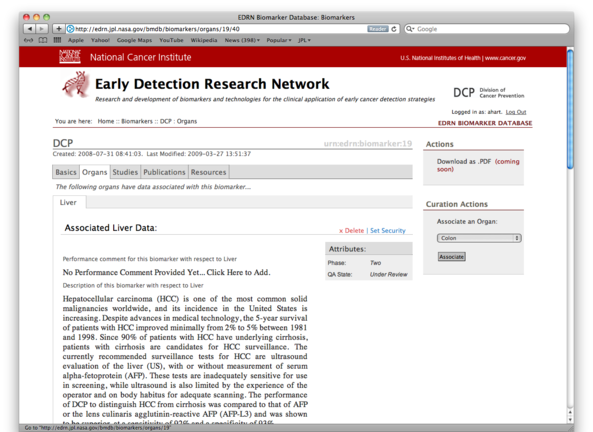 EDRN Biomarker Database: Biomarkers
http://edrn.jpl.nasa.gov/bmdb/biomarkers/organs/19/40
Reader
Google
Apple Yahoo! Google Maps YouTube Wikipedia News (398) Popular JPL
NATIONAL CANCER INSTITUTE
National Cancer Institute
U.S. National Institutes of Health | www.cancer.gov
Early Detection Research Network
Research and development of biomarkers and technologies for the clinical application of early cancer detection strategies
DCP Division of Cancer Prevention
Logged in as: ahart. Log Out
You are here: Home :: Biomarkers :: DCP : Organs
EDRN BIOMARKER DATABASE
DCP
urn:edrn:biomarker:19
Created: 2008-07-31 08:41:03. Last Modified: 2009-03-27 13:51:37
Basics Organs Studies Publications Resources
The following organs have data associated with this biomarker...
Liver
Associated Liver Data:
x Delete | Set Security
Attributes:
Phase: Two
QA State: Under Review
Performance comment for this biomarker with respect to Liver
No Performance Comment Provided Yet... Click Here to Add.
Description of this biomarker with respect to Liver
Hepatocellular carcinoma (HCC) is one of the most common solid
malignancies worldwide, and its incidence in the United States is
increasing. Despite advances in medical technology, the 5-year survival
of patients with HCC improved minimally from 2% to 5% between 1981
and 1998. Since 90% of patients with HCC have underlying cirrhosis,
patients with cirrhosis are candidates for HCC surveillance. The
currently recommended surveillance tests for HCC are ultrasound
evaluation of the liver (US), with or without measurement of serum
alpha-fetoprotein (AFP). These tests are inadequately sensitive for use
in screening, while ultrasound is also limited by the experience of the
operator and on body habitus for adequate scanning. The performance
of DCP to distinguish HCC from cirrhosis was compared to that of AFP
or the lens culinaris agglutinin-reactive AFP (AFP-L3) and was shown
to be superior, at a sensitivity of 92% and a specificity of 93%
Actions
Download as .PDF (coming
soon)
Curation Actions
Associate an Organ:
Colon
Associate
Go to "http://edrn.jpl.nasa.gov/bmdb/biomarkers/organs/19"